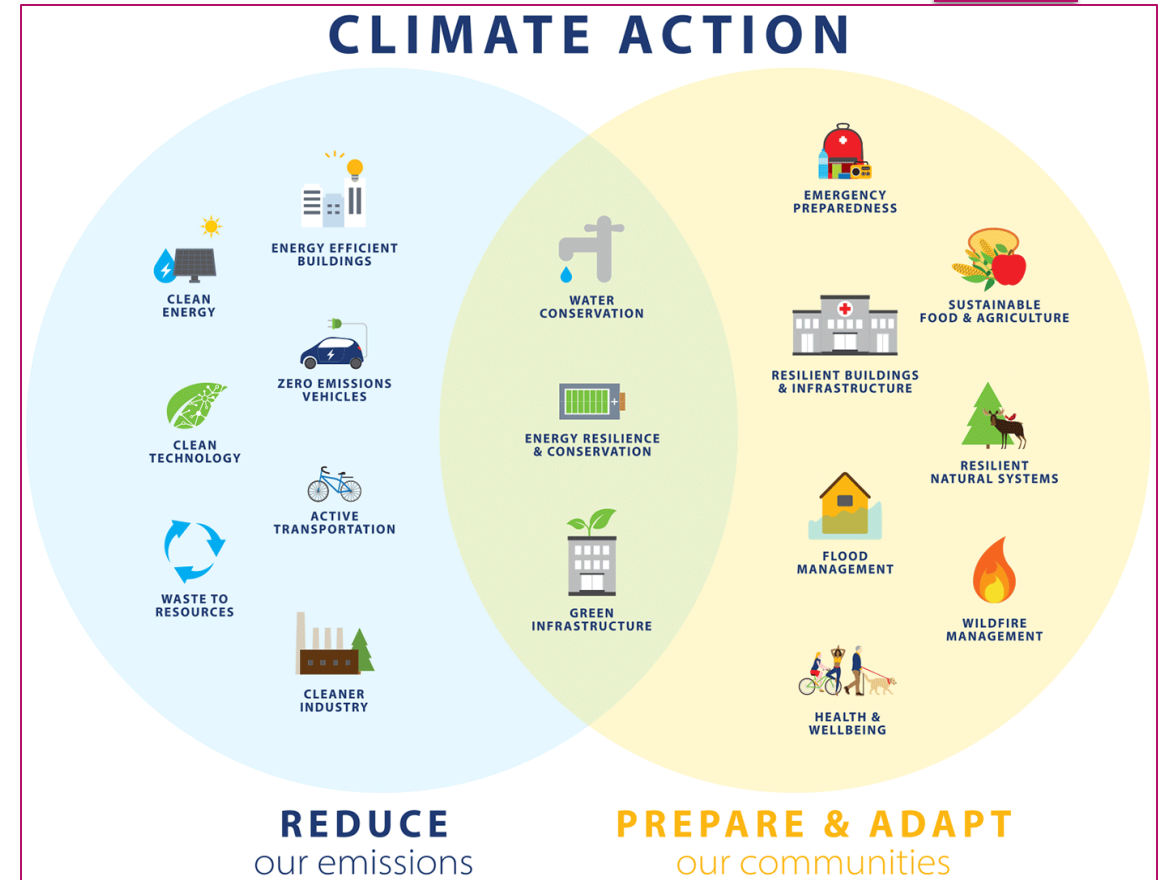 CLIMATE ACTION
ENERGY EFFICIENT
BUILDINGS
CLEAN
ENERGY
ZERO EMISSIONS
VEHICLES
CLEAN
TECHNOLOGY
ACTIVE
TRANSPORTATION
WASTE TO
RESOURCES
CLEANER
INDUSTRY
WATER
CONSERVATION
ENERGY RESILIENCE
& CONSERVATION
GREEN
INFRASTRUCTURE
EMERGENCY
PREPAREDNESS
SUSTAINABLE
FOOD & AGRICULTURE
RESILIENT BUILDINGS
& INFRASTRUCTURE
RESILIENT
NATURAL SYSTEMS
FLOOD
MANAGEMENT
WILDFIRE
MANAGEMENT
HEALTH &
WELLBEING
REDUCE
our emissions
PREPARE & ADAPT
our communities